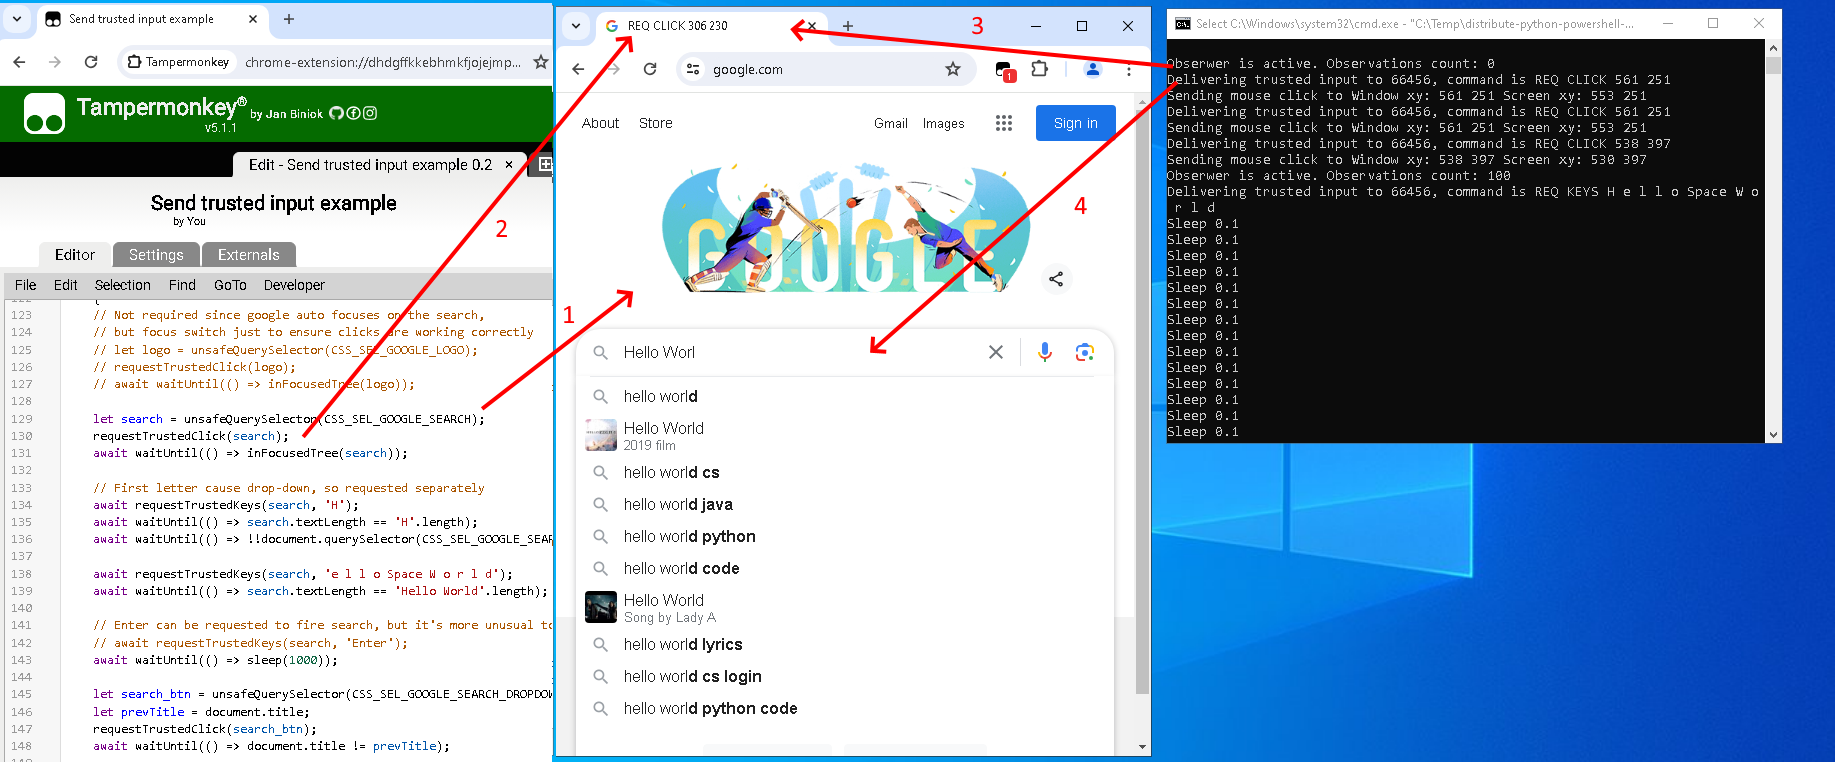 Send trusted input example
Tampermonkey
chrome-extension://dhdgffkkebhmkfjojejmp...
Tampermonkey®
by Jan Biniok
v5.1.1
Edit - Send trusted input example 0.2
Send trusted input example
by You
Editor
Settings
Externals
File
Edit
Selection
Find
GoTo
Developer
123 // Not required since google auto focuses on the search,
124 // but focus switch just to ensure clicks are working correctly
125 // let logo = unsafeQuerySelector(CSS_SEL_GOOGLE_LOGO);
126 // requestTrustedClick(logo);
127 // await waitUntil(() => inFocusedTree(logo));
128
129 let search = unsafeQuerySelector(CSS_SEL_GOOGLE_SEARCH);
130 requestTrustedClick(search);
131 await waitUntil(() => inFocusedTree(search));
132
133 // First letter cause drop-down, so requested separately
134 await requestTrustedKeys(search, 'H');
135 await waitUntil(() => search.textLength == 'H'.length);
136 await waitUntil(() => !!document.querySelector(CSS_SEL_GOOGLE_SEAR
137
138 await requestTrustedKeys(search, 'e l l o Space W o r l d');
139 await waitUntil(() => search.textLength == 'Hello World'.length);
140
141 // Enter can be requested to fire search, but it's more unusual to
142 // await requestTrustedKeys(search, 'Enter');
143 await waitUntil(() => sleep(1000));
144
145 let search_btn = unsafeQuerySelector(CSS_SEL_GOOGLE_SEARCH_DROPDOW
146 let prevTitle = document.title;
147 requestTrustedClick(search_btn);
148 await waitUntil(() => document.title != prevTitle);
1
2
3
4
REQ CLICK 306 230
google.com
1
About
Store
Gmail
Images
Sign in
GOOGLE
Hello Worl
hello world
Hello World
2019 film
hello world cs
hello world java
hello world python
hello world code
Hello World
Song by Lady A
hello world lyrics
hello world cs login
hello world python code
Select C:\Windows\system32\cmd.exe - "C:\Temp\distribute-python-powershell-...
Obserwer is active. Observations count: 0
Delivering trusted input to 66456, command is REQ CLICK 561 251
Sending mouse click to Window xy: 561 251 Screen xy: 553 251
Delivering trusted input to 66456, command is REQ CLICK 561 251
Sending mouse click to Window xy: 561 251 Screen xy: 553 251
Delivering trusted input to 66456, command is REQ CLICK 538 397
Sending mouse click to Window xy: 538 397 Screen xy: 530 397
Obserwer is active. Observations count: 100
Delivering trusted input to 66456, command is REQ KEYS H e l l o Space W o
r l d
Sleep 0.1
Sleep 0.1
Sleep 0.1
Sleep 0.1
Sleep 0.1
Sleep 0.1
Sleep 0.1
Sleep 0.1
Sleep 0.1
Sleep 0.1
Sleep 0.1
Sleep 0.1
Sleep 0.1
Sleep 0.1